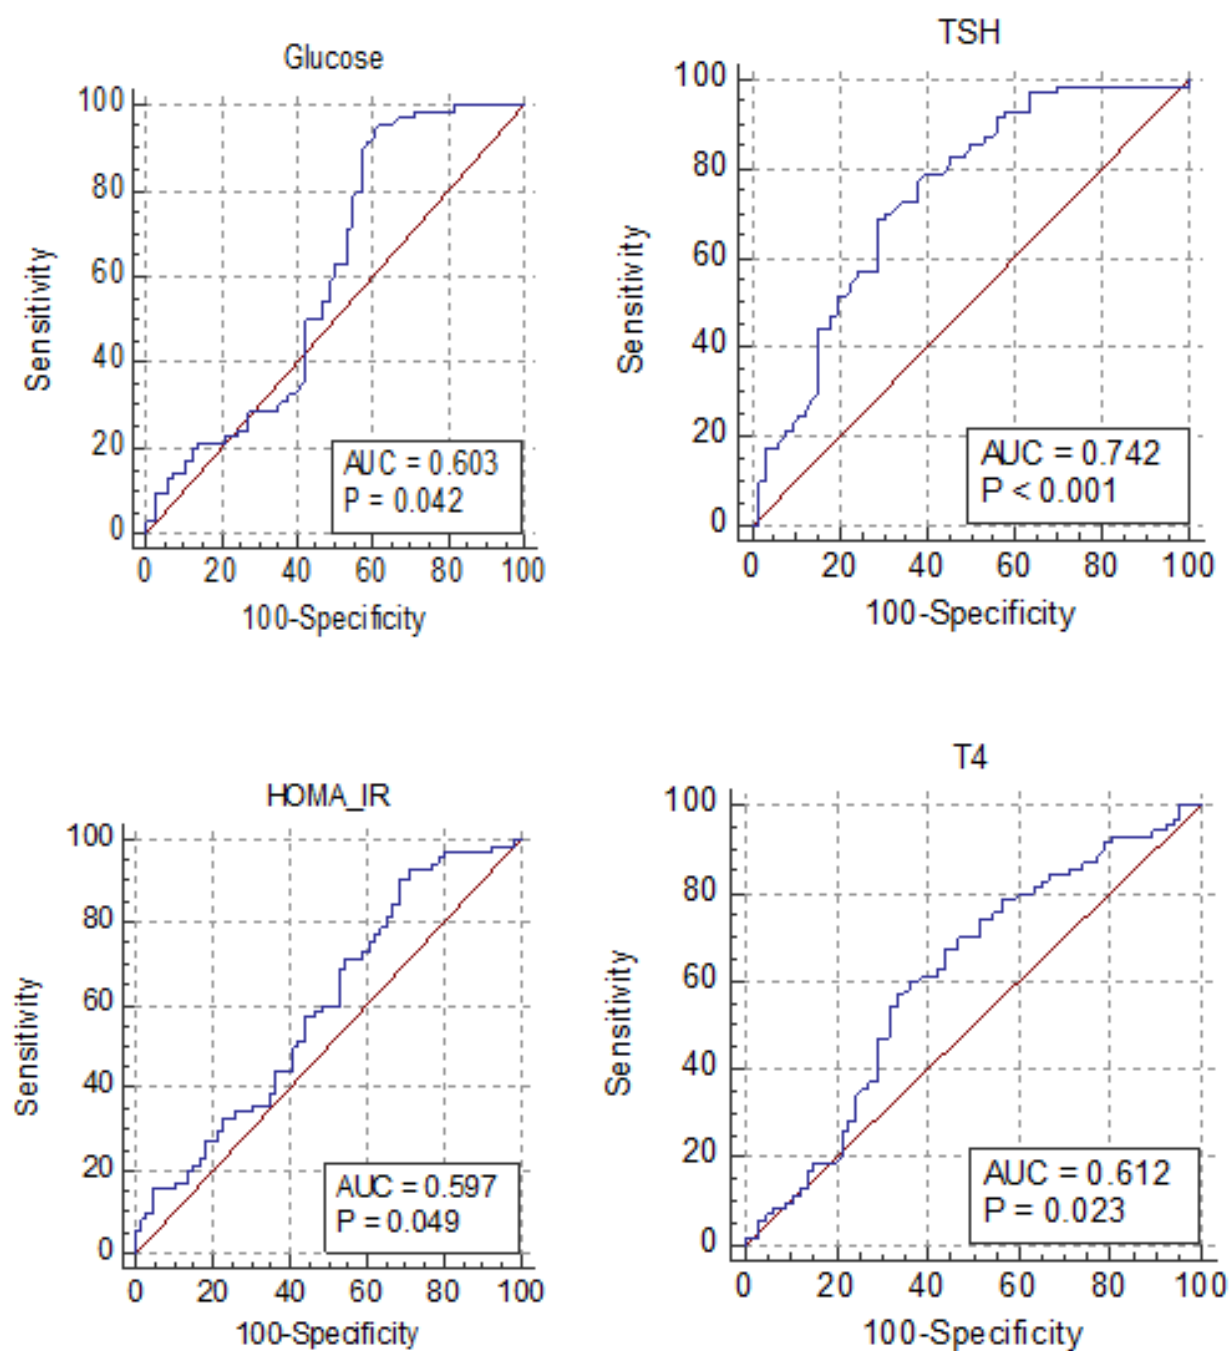 Glucose
100
80
60
40
20
0
Sensitivity
AUC = 0.603
P = 0.042
0 20 40 60 80 100
100-Specificity
TSH
100
80
60
40
20
0
Sensitivity
AUC = 0.742
P < 0.001
0 20 40 60 80 100
100-Specificity
HOMA_IR
100
80
60
40
20
0
Sensitivity
AUC = 0.597
P = 0.049
0 20 40 60 80 100
100-Specificity
T4
100
80
60
40
20
0
Sensitivity
AUC = 0.612
P = 0.023
0 20 40 60 80 100
100-Specificity